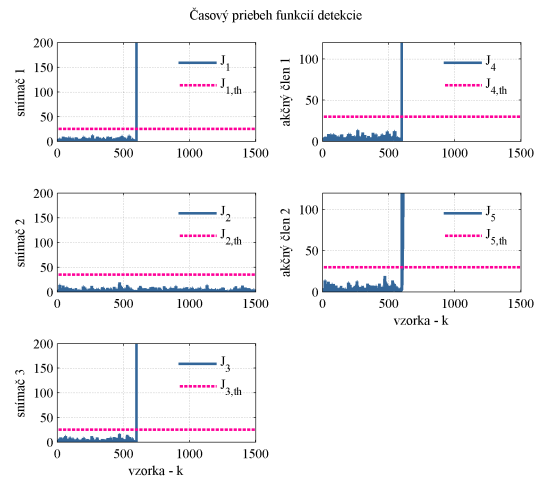 Časový priebeh funkcií detekcie
snímač 1
200
150
100
50
0
0 500 1000 1500
J1
J1,th
akčný člen 1
100
50
0
0 500 1000 1500
J4
J4,th
snímač 2
200
150
100
50
0
0 500 1000 1500
J2
J2,th
akčný člen 2
100
50
0
0 500 1000 1500
vzorka - k
J5
J5,th
snímač 3
200
150
100
50
0
0 500 1000 1500
vzorka - k
J3
J3,th